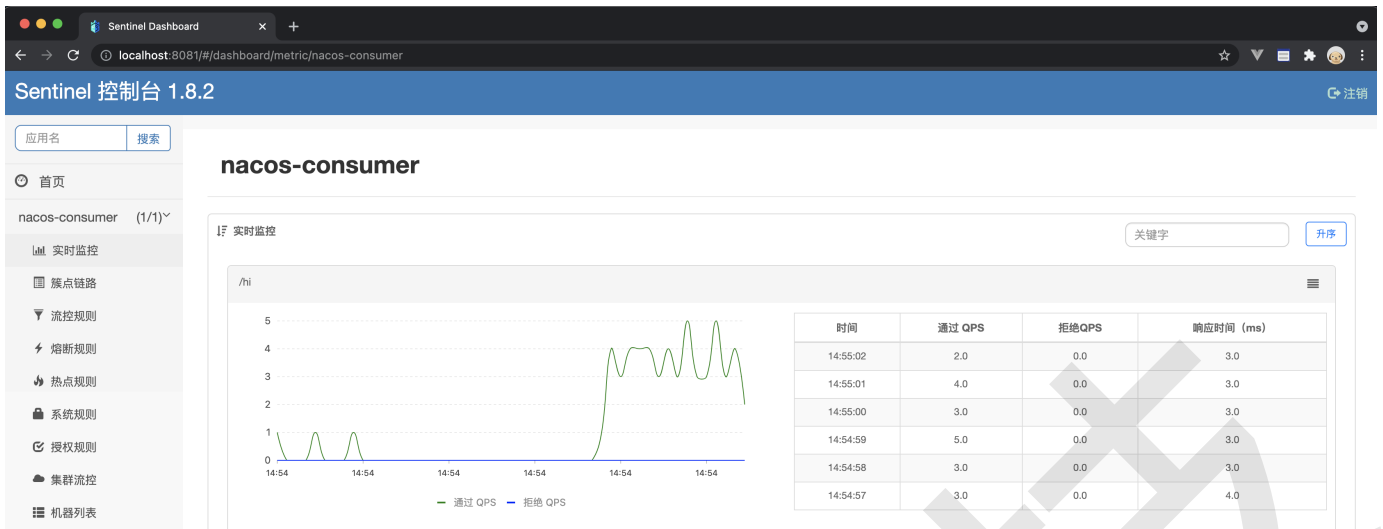 Sentinel Dashboard
localhost:8081/#/dashboard/metric/nacos-consumer
Sentinel 控制台 1.8.2
注销
应用名 搜索
首页
nacos-consumer (1/1)
实时监控
簇点链路
流控规则
熔断规则
热点规则
系统规则
授权规则
集群流控
机器列表
nacos-consumer
实时监控 关键字 升序
/hi
5
4
3
2
1
0
14:54 14:54 14:54 14:54 14:54 14:54
通过 QPS 拒绝 QPS
时间 通过 QPS 拒绝QPS 响应时间（ms）
14:55:02 2.0 0.0 3.0
14:55:01 4.0 0.0 3.0
14:55:00 3.0 0.0 3.0
14:54:59 5.0 0.0 3.0
14:54:58 3.0 0.0 3.0
14:54:57 3.0 0.0 4.0